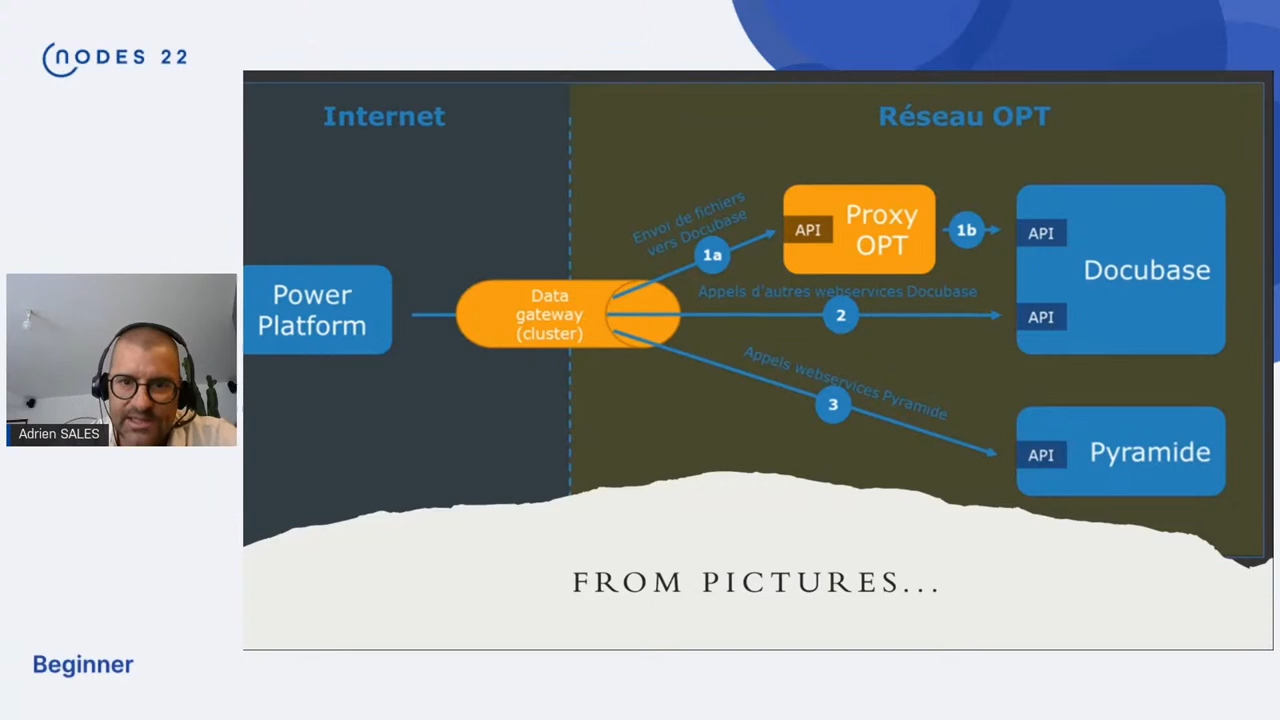 NODES 22
Internet
Réseau OPT
Envoi de fichiers
vers Docubase
1a
API
Proxy
OPT
1b
API
Docubase
API
Power
Platform
Data
gateway
(cluster)
Appels d'autres webservices Docubase
2
Appels webservices Pyramide
3
API
Pyramide
Adrien SALES
FROM PICTURES...
Beginner